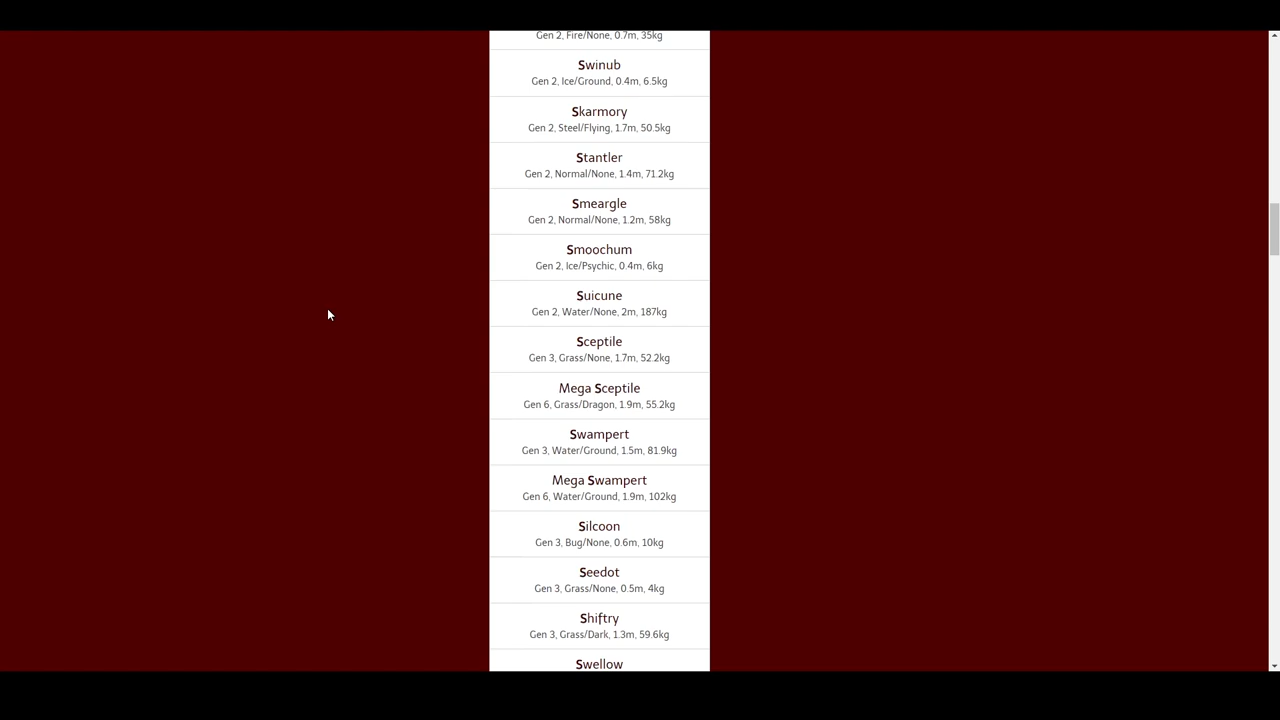 Gen 2, Fire/None, 0.7m, 35kg
Swinub
Gen 2, Ice/Ground, 0.4m, 6.5kg
Skarmory
Gen 2, Steel/Flying, 1.7m, 50.5kg
Stantler
Gen 2, Normal/None, 1.4m, 71.2kg
Smeargle
Gen 2, Normal/None, 1.2m, 58kg
Smoochum
Gen 2, Ice/Psychic, 0.4m, 6kg
Suicune
Gen 2, Water/None, 2m, 187kg
Sceptile
Gen 3, Grass/None, 1.7m, 52.2kg
Mega Sceptile
Gen 6, Grass/Dragon, 1.9m, 55.2kg
Swampert
Gen 3, Water/Ground, 1.5m, 81.9kg
Mega Swampert
Gen 6, Water/Ground, 1.9m, 102kg
Silcoon
Gen 3, Bug/None, 0.6m, 10kg
Seedot
Gen 3, Grass/None, 0.5m, 4kg
Shiftry
Gen 3, Grass/Dark, 1.3m, 59.6kg
Swellow